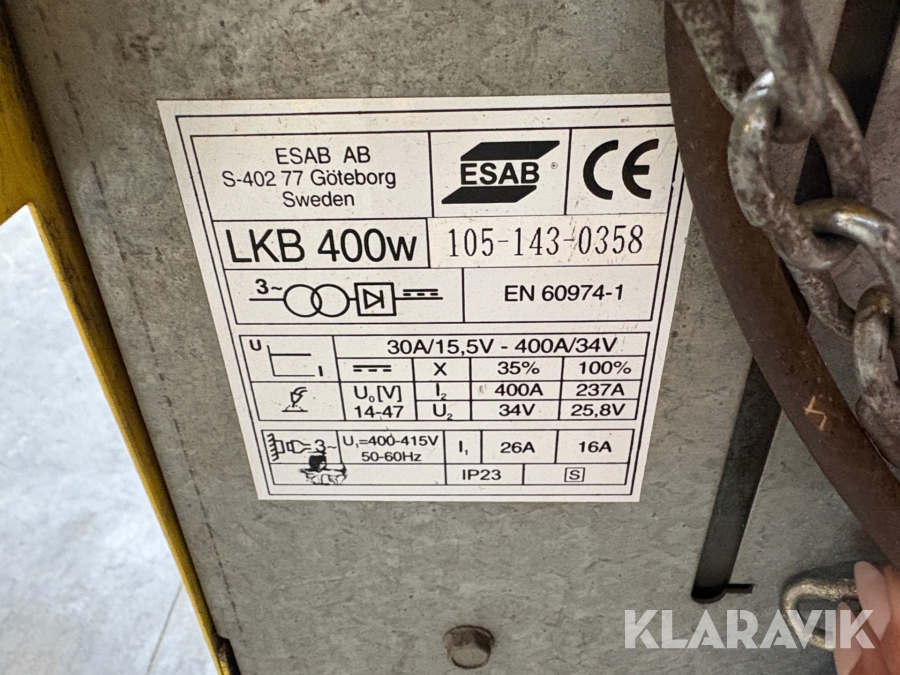 ESAB AB
S-402 77 Göteborg
Sweden
ESAB®
CE
LKB 400w
105-143-0358
3~
EN 60974-1
U
I
30A/15,5V - 400A/34V
X 35% 100%
U₀[V] I₂ 400A 237A
14-47 U₂ 34V 25,8V
3~ U₁=400-415V I₁ 26A 16A
50-60Hz
IP23 S
KLARAVIK